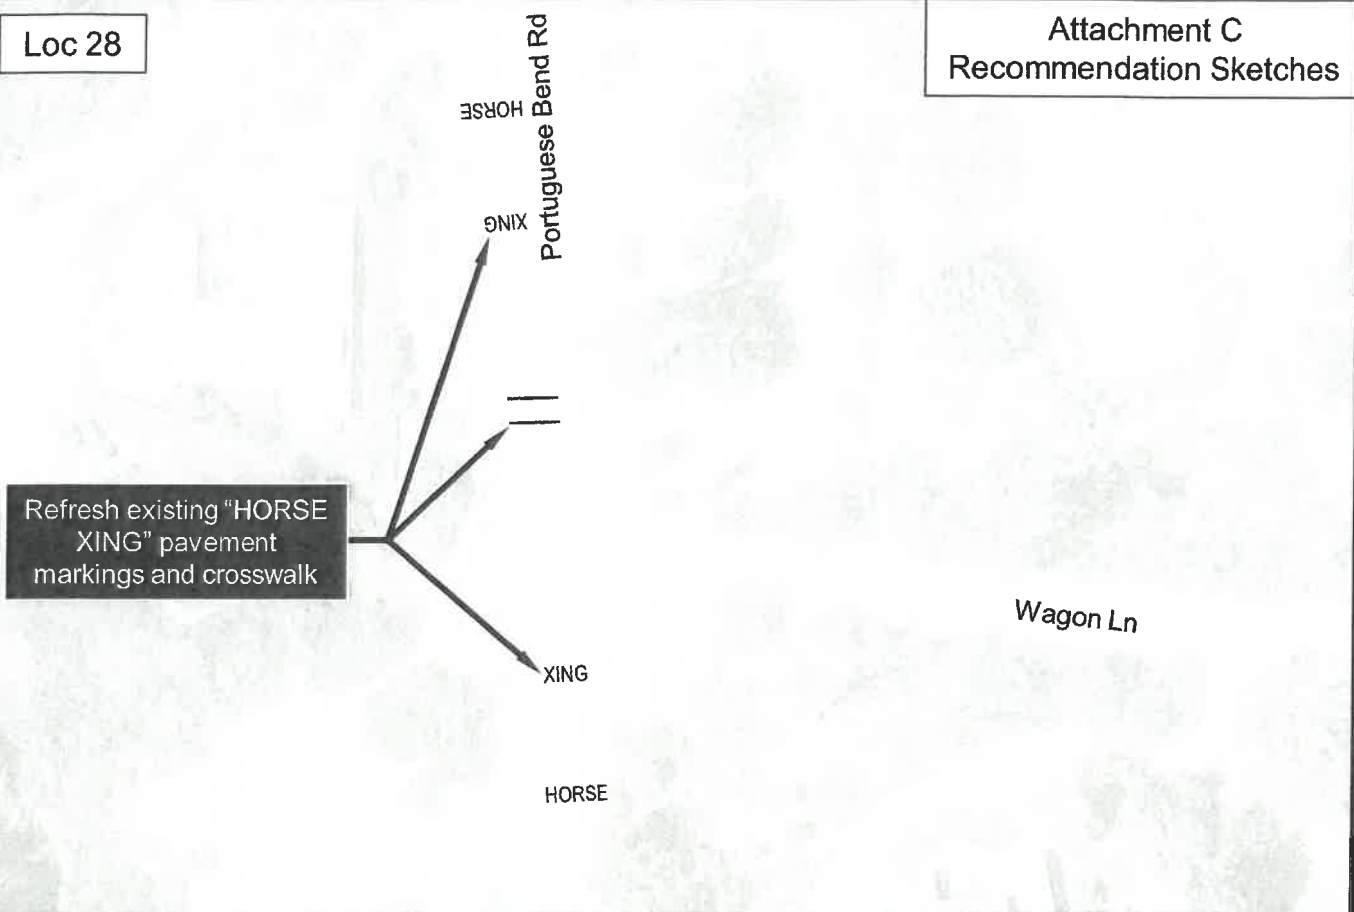 Loc 28
Attachment C
Recommendation Sketches
Portuguese Bend Rd
HORSE
XING
Refresh existing “HORSE
XING” pavement
markings and crosswalk
Wagon Ln
XING
HORSE